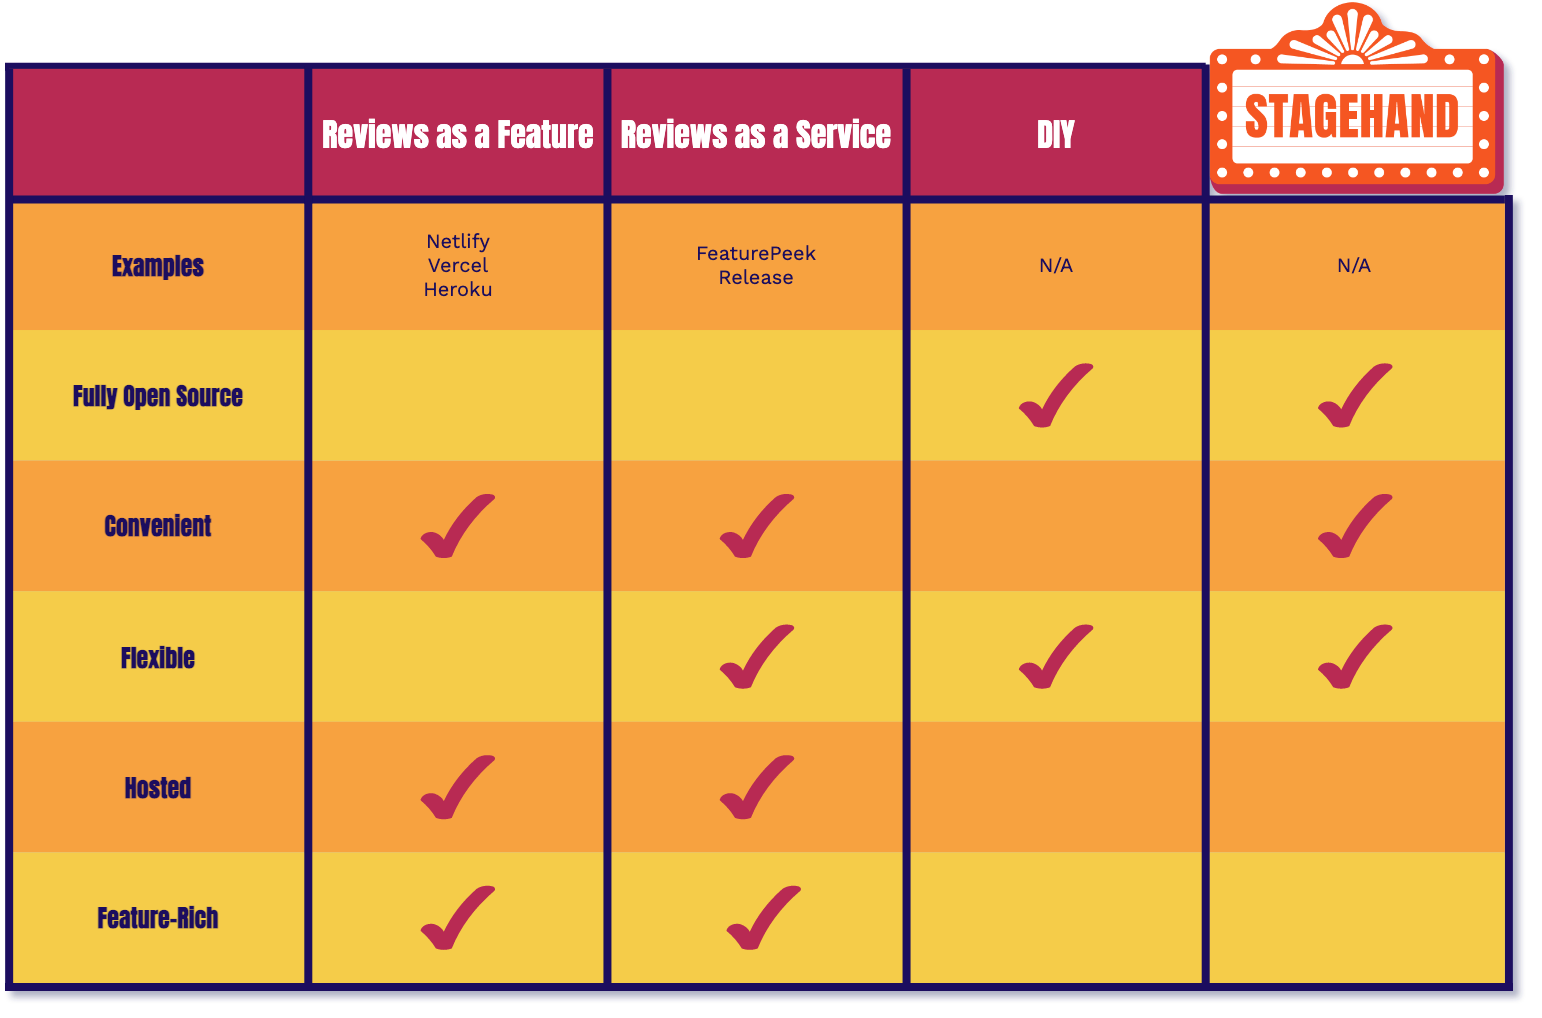 STAGEHAND
Reviews as a Feature
Reviews as a Service
DIY
Examples
Netlify
Vercel
Heroku
FeaturePeek
Release
N/A
N/A
Fully Open Source
Convenient
Flexible
Hosted
Feature-Rich